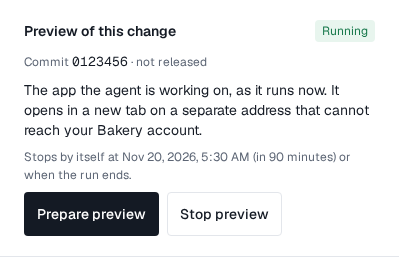 Preview of this change
Running
Commit 0123456 · not released
The app the agent is working on, as it runs now. It
opens in a new tab on a separate address that cannot
reach your Bakery account.
Stops by itself at Nov 20, 2026, 5:30 AM (in 90 minutes) or
when the run ends.
Prepare preview
Stop preview